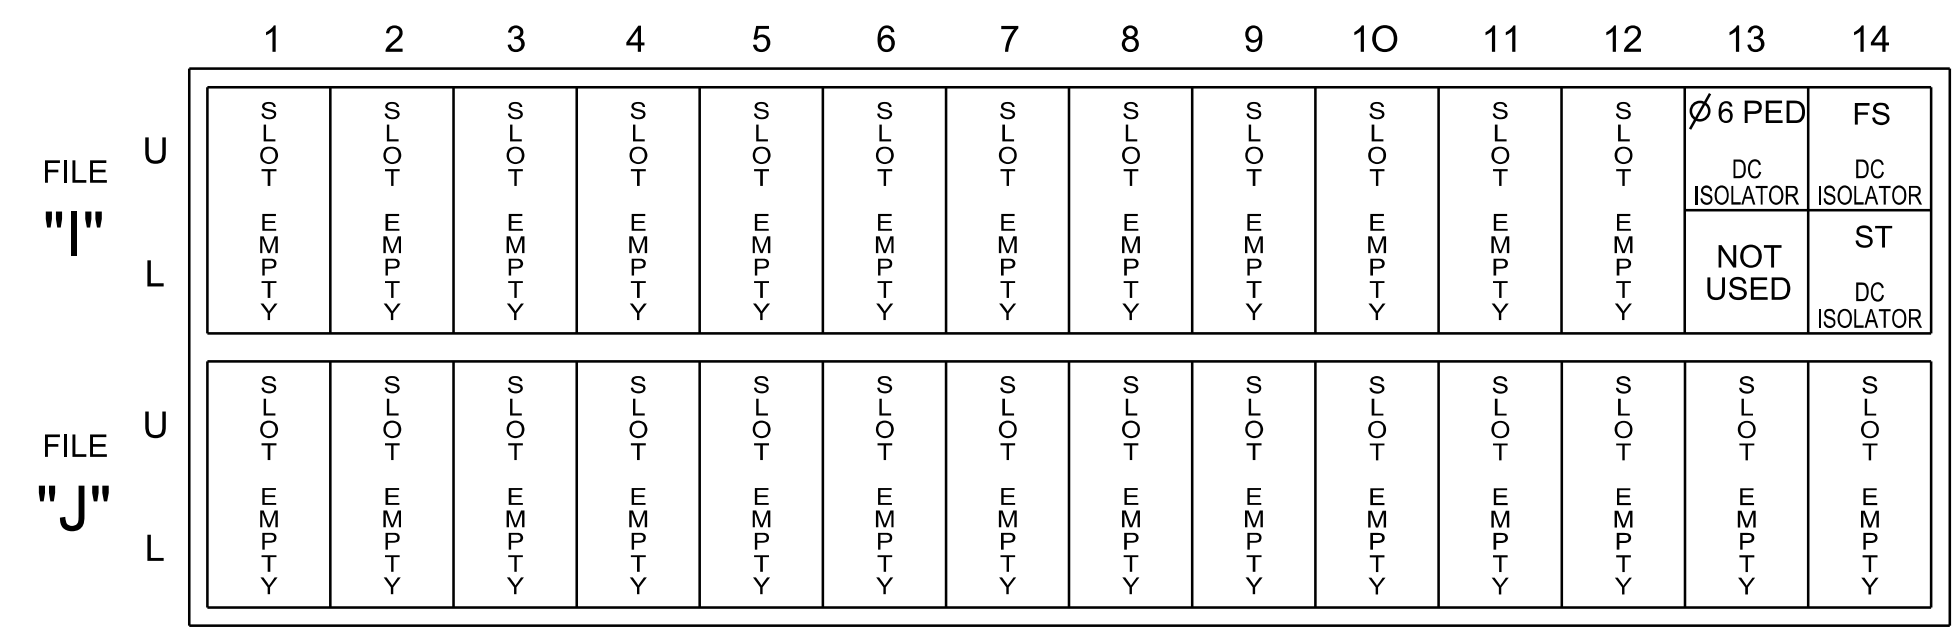 1 2 3 4 5 6 7 8 9 10 11 12 13 14
FILE
"I"
U
L
SLOT EMPTY
SLOT EMPTY
SLOT EMPTY
SLOT EMPTY
SLOT EMPTY
SLOT EMPTY
SLOT EMPTY
SLOT EMPTY
SLOT EMPTY
SLOT EMPTY
SLOT EMPTY
SLOT EMPTY
Ø 6 PED
DC
ISOLATOR
NOT
USED
FS
DC
ISOLATOR
ST
DC
ISOLATOR
FILE
"J"
U
L
SLOT EMPTY
SLOT EMPTY
SLOT EMPTY
SLOT EMPTY
SLOT EMPTY
SLOT EMPTY
SLOT EMPTY
SLOT EMPTY
SLOT EMPTY
SLOT EMPTY
SLOT EMPTY
SLOT EMPTY
SLOT EMPTY
SLOT EMPTY